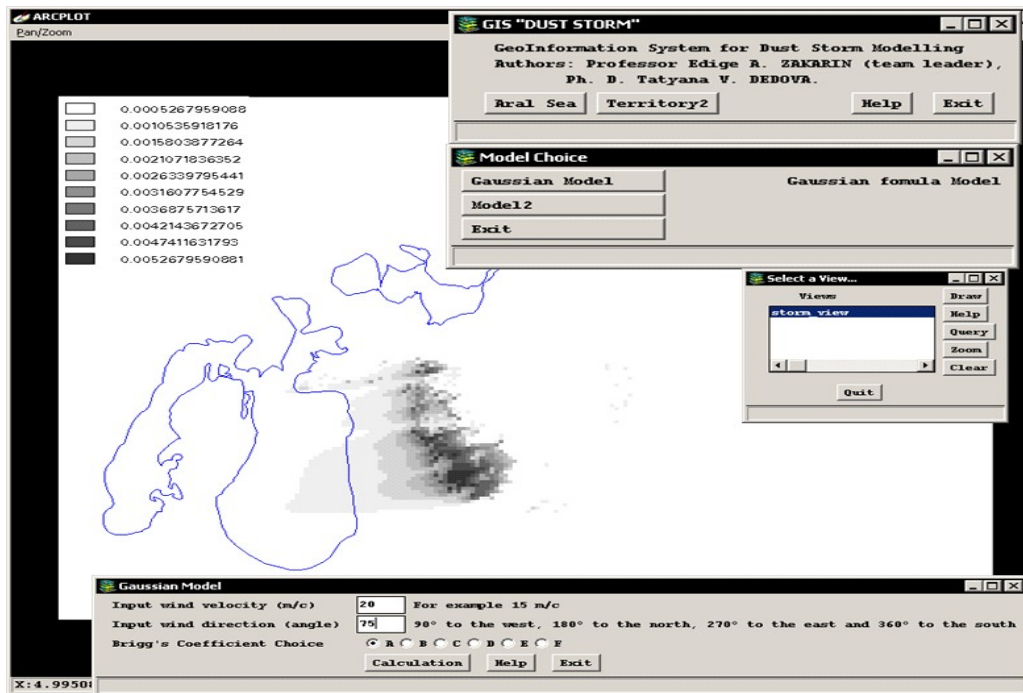 ARCPLOT
Pan/Zoom
GIS "DUST STORM"
GeoInformation System for Dust Storm Modelling
Authors: Professor Edige A. ZAKARIN (team leader),
Ph. D. Tatyana V. DEDOVA.
Aral Sea
Territory2
Help
Exit
0.0005267959088
0.0010535918176
0.0015803877264
0.0021071836352
0.0026339795441
0.0031607754529
0.0036875713617
0.0042143672705
0.0047411631793
0.0052679590881
Model Choice
Gaussian Model
Gaussian fomula Model
Model2
Exit
Select a View...
Views
storm_view
Draw
Help
Query
Zoom
Clear
Quit
Gaussian Model
Input wind velocity (m/c) 20 For example 15 m/c
Input wind direction (angle) 75 90° to the west, 180° to the north, 270° to the east and 360° to the south
Brigg's Coefficient Choice A B C D E F
Calculation Help Exit
X:4.9950